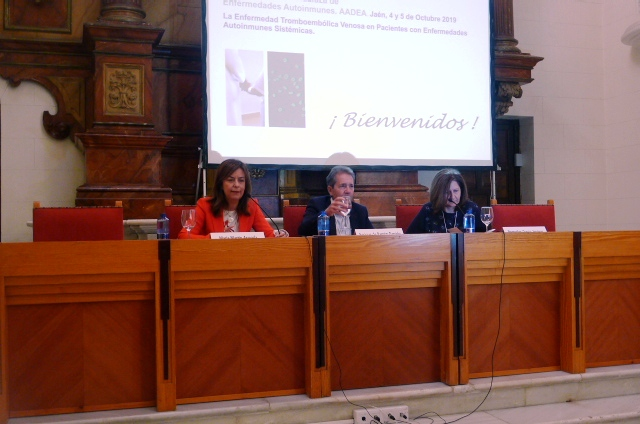 Enfermedades Autoinmunes. AADEA. Jaén, 4 y 5 de Octubre 2019
La Enfermedad Tromboembólica Venosa en Pacientes con Enfermedades
Autoinmunes Sistémicas.
¡ Bienvenidos !